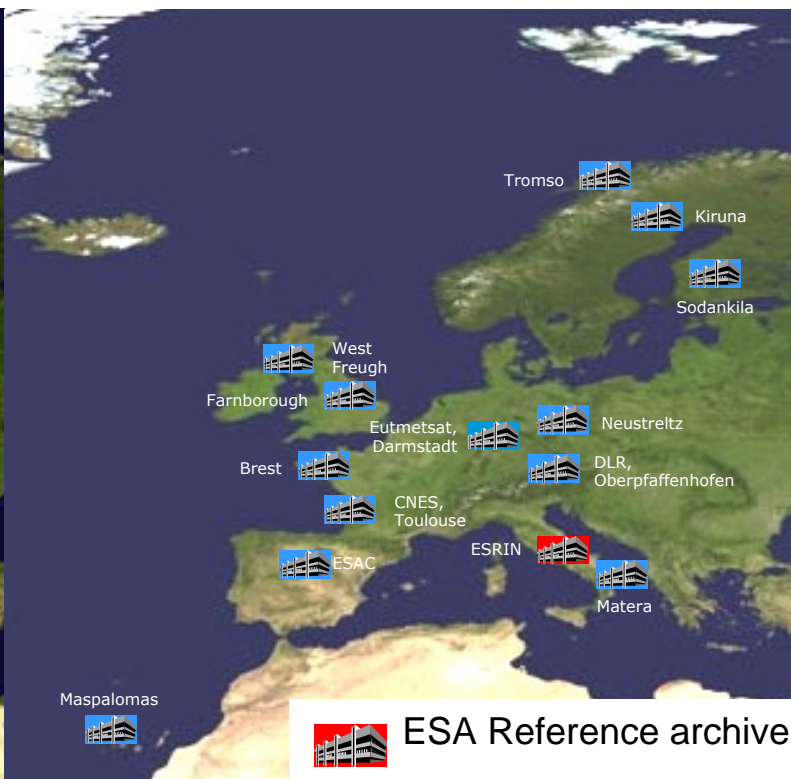 Tromso
Kiruna
Sodankila
West
Freugh
Farnborough
Eutmetsat,
Darmstadt
Neustreltz
Brest
DLR,
Oberpfaffenhofen
CNES,
Toulouse
ESRIN
ESAC
Matera
Maspalomas
ESA Reference archive